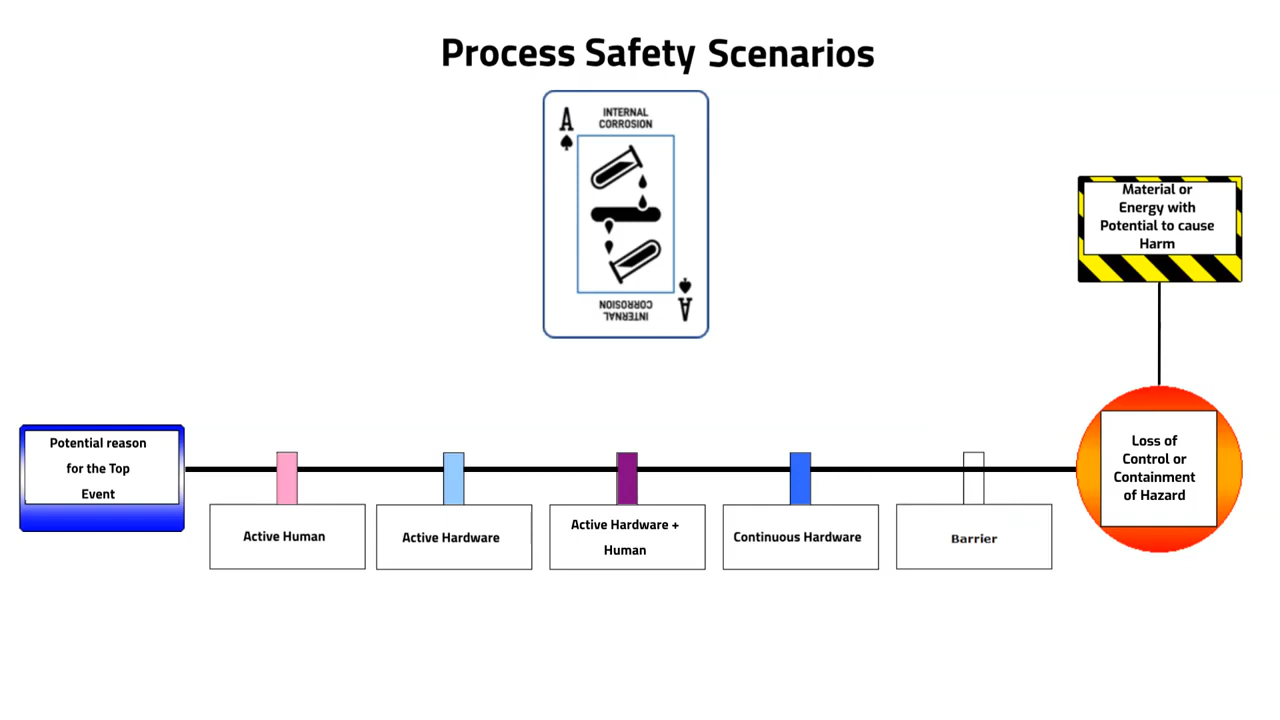 Process Safety Scenarios
A
INTERNAL
CORROSION
INTERNAL
CORROSION
A
Material or
Energy with
Potential to cause
Harm
Potential reason
for the Top
Event
Active Human
Active Hardware
Active Hardware +
Human
Continuous Hardware
Barrier
Loss of
Control or
Containment
of Hazard